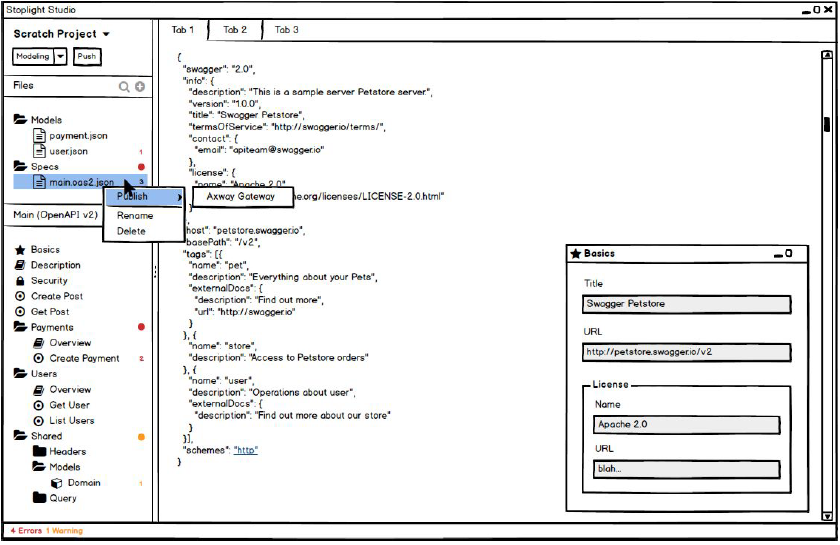 Stoplight Studio
Scratch Project
Modeling
Push
Files
Models
payment.json
user.json 1
Specs
main.oas2.json 3
Publish
Axway Gateway
Rename
Delete
Main (OpenAPI v2)
Basics
Description
Security
Create Post
Get Post
Payments
Overview
Create Payment 2
Users
Overview
Get User
List Users
Shared
Headers
Models
Domain 1
Query
4 Errors 1 Warning
Tab 1
Tab 2
Tab 3
{
"swagger": "2.0",
"info": {
"description": "This is a sample server Petstore server.",
"version": "1.0.0",
"title": "Swagger Petstore",
"termsOfService": "http://swagger.io/terms/",
"contact": {
"email": "apiteam@swagger.io"
},
"license": {
"name": "Apache 2.0"
he.org/licenses/LICENSE-2.0.html"
,
host": "petstore.swagger.io",
"basePath": "/v2",
"tags": [{
"name": "pet",
"description": "Everything about your Pets",
"externalDocs": {
"description": "Find out more",
"url": "http://swagger.io"
}
}, {
"name": "store",
"description": "Access to Petstore orders"
}, {
"name": "user",
"description": "Operations about user",
"externalDocs": {
"description": "Find out more about our store"
}
}],
"schemes": "http"
}
Basics
Title
Swagger Petstore
URL
http://petstore.swagger.io/v2
License
Name
Apache 2.0
URL
blah...